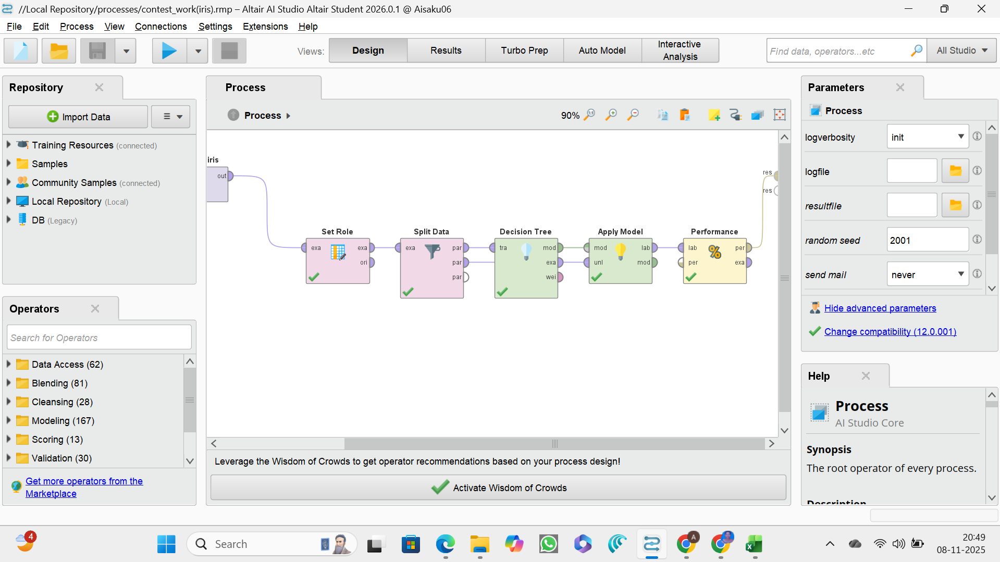 //Local Repository/processes/contest_work(iris).rmp – Altair AI Studio Altair Student 2026.0.1 @ Aisaku06
File Edit Process View Connections Settings Extensions Help
Views: Design Results Turbo Prep Auto Model Interactive Analysis
Find data, operators...etc All Studio
Repository
Import Data
Training Resources (connected)
Samples
Community Samples (connected)
Local Repository (Local)
DB (Legacy)
Operators
Search for Operators
Data Access (62)
Blending (81)
Cleansing (28)
Modeling (167)
Scoring (13)
Validation (30)
Get more operators from the
Marketplace
Process
Process
90%
iris
out
res
res
Set Role
exa exa
ori
Split Data
exa par
par
par
Decision Tree
tra mod
exa
wei
Apply Model
mod lab
unl mod
Performance
%
lab per
per exa
Leverage the Wisdom of Crowds to get operator recommendations based on your process design!
Activate Wisdom of Crowds
Parameters
Process
logverbosity init
logfile
resultfile
random seed 2001
send mail never
Hide advanced parameters
Change compatibility (12.0.001)
Help
Process
AI Studio Core
Synopsis
The root operator of every process.
Description
4
Search
A
20:49
08-11-2025